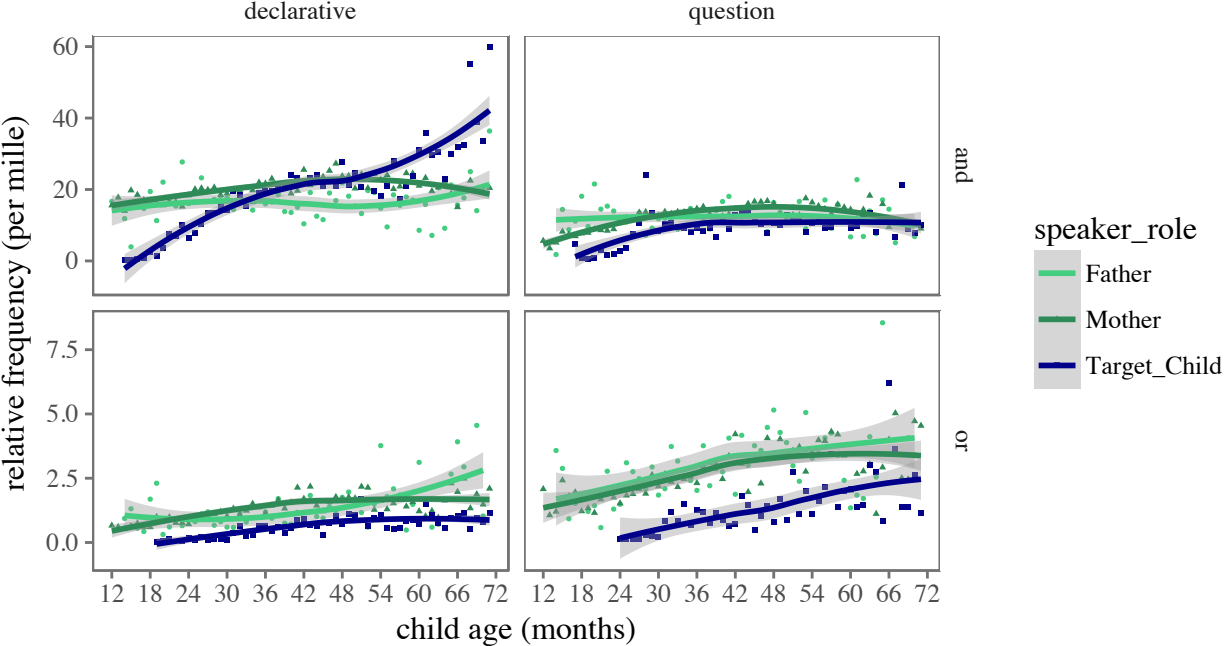 declarative
question
60
40
20
0
and
7.5
5.0
2.5
0.0
or
relative frequency (per mille)
12 18 24 30 36 42 48 54 60 66 72
12 18 24 30 36 42 48 54 60 66 72
child age (months)
speaker_role
Father
Mother
Target_Child